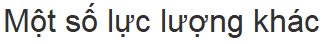 Một số lực lượng khác